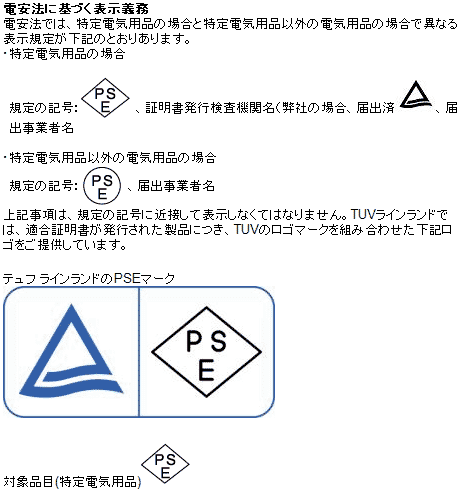 電安法に基づく表示義務
電安法では、特定電気用品の場合と特定電気用品以外の電気用品の場合で異なる
表示規定が下記のとおりあります。
・特定電気用品の場合
規定の記号: PS E 、証明書発行検査機関名(弊社の場合、届出済 、届
出事業者名
・特定電気用品以外の電気用品の場合
規定の記号: PS E 、届出事業者名
上記事項は、規定の記号に近接して表示しなくてはなりません。TUVラインランドで
は、適合証明書が発行された製品につき、TUVのロゴマークを組み合わせた下記ロ
ゴをご提供しています。
テュフ ラインランドのPSEマーク
P S
E
対象品目(特定電気用品) PS E